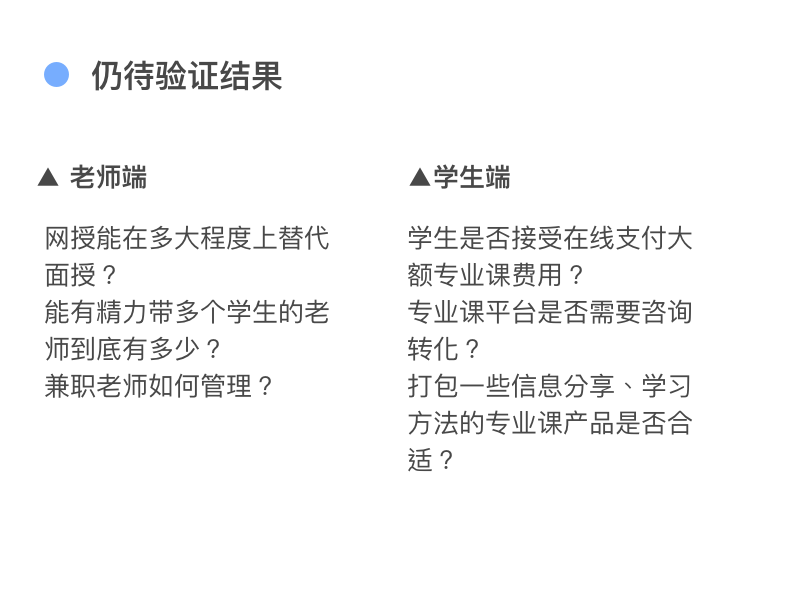 仍待验证结果
▲ 老师端
网授能在多大程度上替代
面授？
能有精力带多个学生的老
师到底有多少？
兼职老师如何管理？
▲学生端
学生是否接受在线支付大
额专业课费用？
专业课平台是否需要咨询
转化？
打包一些信息分享、学习
方法的专业课产品是否合
适？